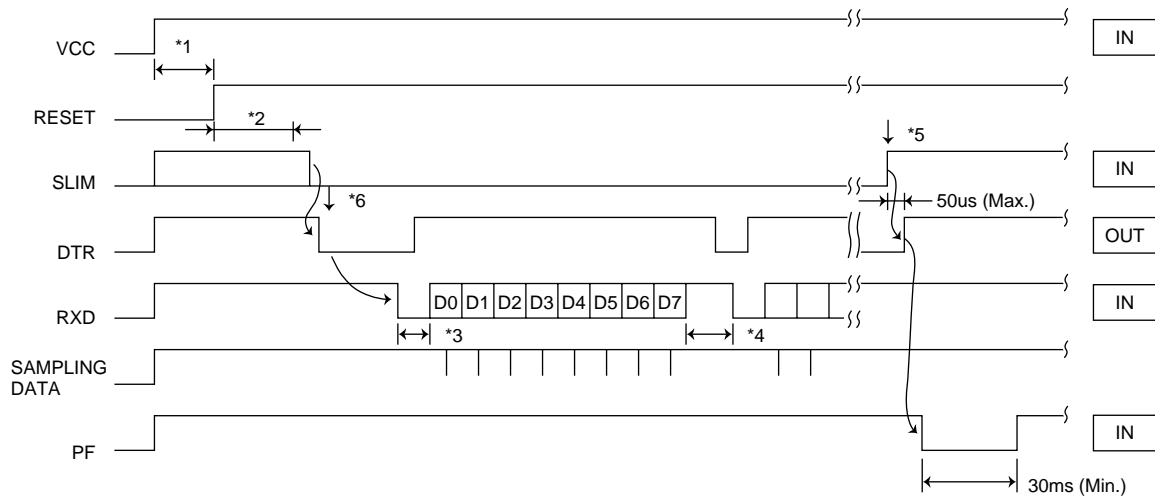 VCC
*1
IN
RESET
*2
*5
SLIM
IN
*6
50us (Max.)
DTR
OUT
RXD
D0 D1 D2 D3 D4 D5 D6 D7
IN
*3
*4
SAMPLING
DATA
PF
IN
30ms (Min.)